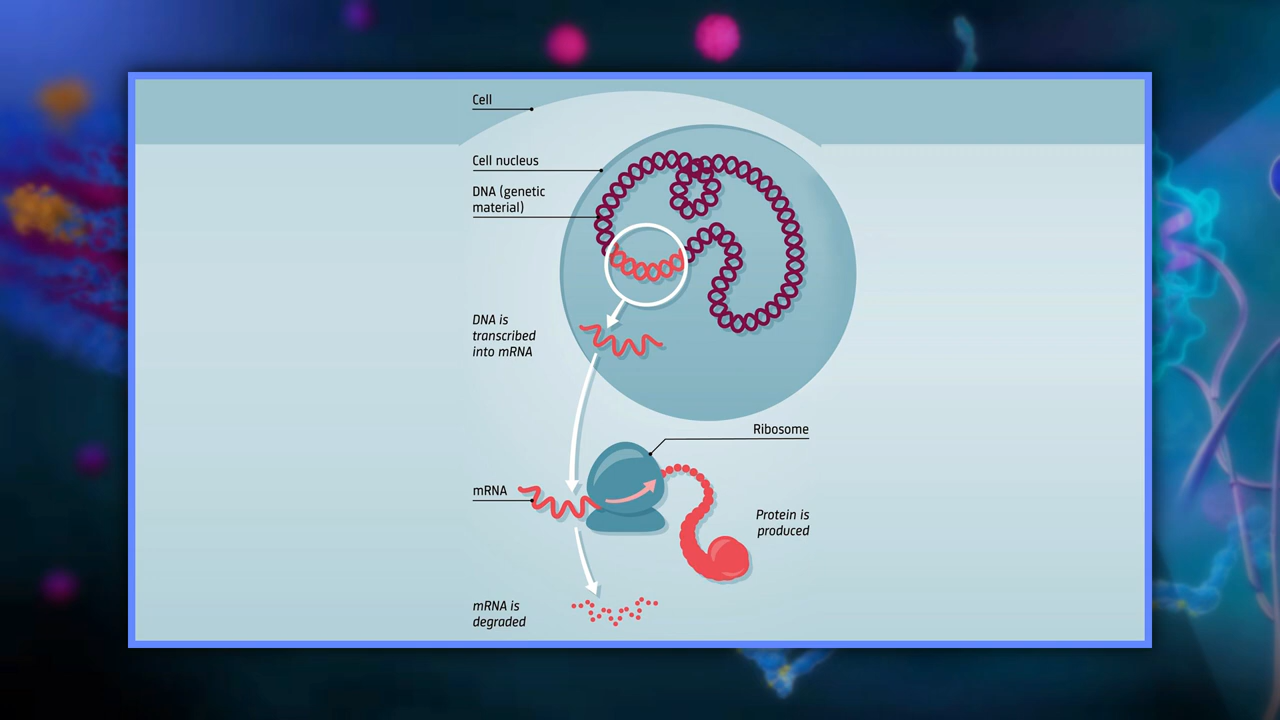 Cell
Cell nucleus
DNA (genetic
material)
DNA is
transcribed
into mRNA
Ribosome
mRNA
Protein is
produced
mRNA is
degraded